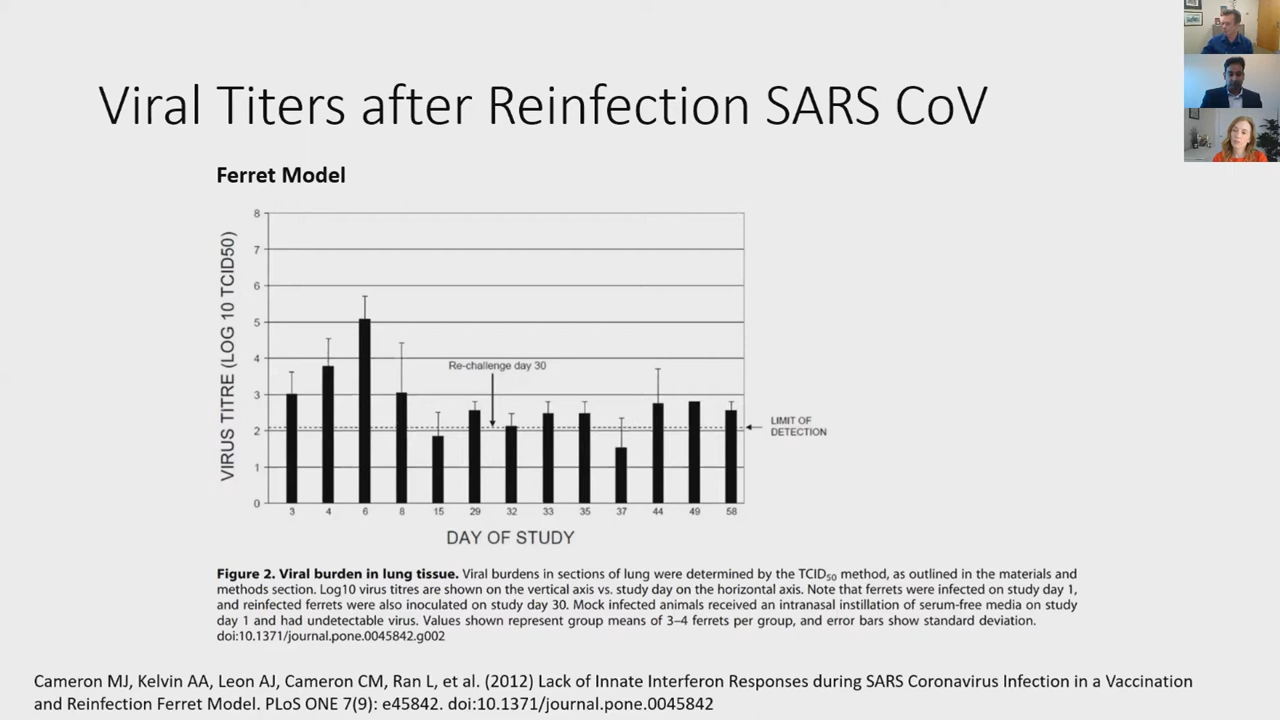 Viral Titers after Reinfection SARS CoV
Ferret Model
VIRUS TITRE (LOG 10 TCID50)
8
7
6
5
4
3
2
1
0
Re-challenge day 30
LIMIT OF
DETECTION
3 4 6 8 15 29 32 33 35 37 44 49 58
DAY OF STUDY
Figure 2. Viral burden in lung tissue. Viral burdens in sections of lung were determined by the TCID50 method, as outlined in the materials and
methods section. Log10 virus titres are shown on the vertical axis vs. study day on the horizontal axis. Note that ferrets were infected on study day 1,
and reinfected ferrets were also inoculated on study day 30. Mock infected animals received an intranasal instillation of serum-free media on study
day 1 and had undetectable virus. Values shown represent group means of 3–4 ferrets per group, and error bars show standard deviation.
doi:10.1371/journal.pone.0045842.g002
Cameron MJ, Kelvin AA, Leon AJ, Cameron CM, Ran L, et al. (2012) Lack of Innate Interferon Responses during SARS Coronavirus Infection in a Vaccination
and Reinfection Ferret Model. PLoS ONE 7(9): e45842. doi:10.1371/journal.pone.0045842